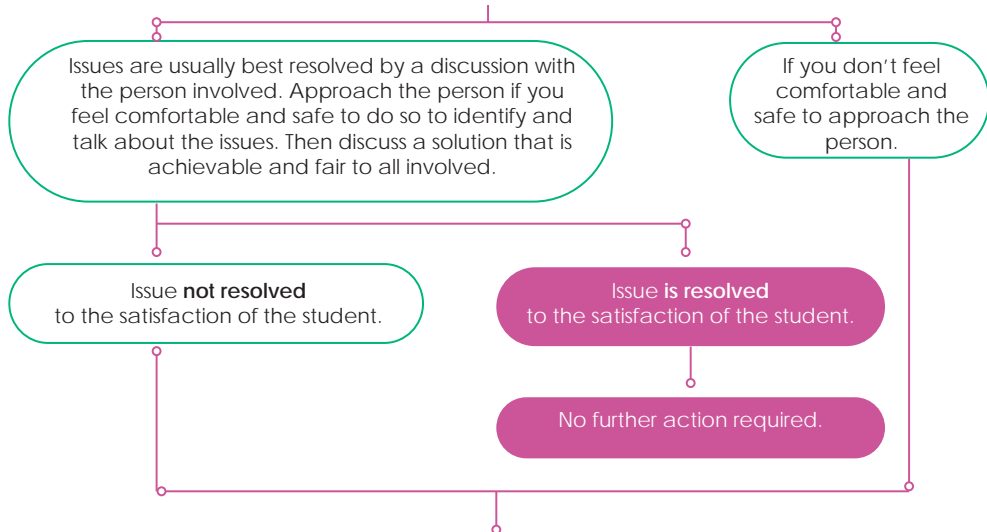 Issues are usually best resolved by a discussion with
the person involved. Approach the person if you
feel comfortable and safe to do so to identify and
talk about the issues. Then discuss a solution that is
achievable and fair to all involved.
If you don't feel
comfortable and
safe to approach the
person.
Issue not resolved
to the satisfaction of the student.
Issue is resolved
to the satisfaction of the student.
No further action required.